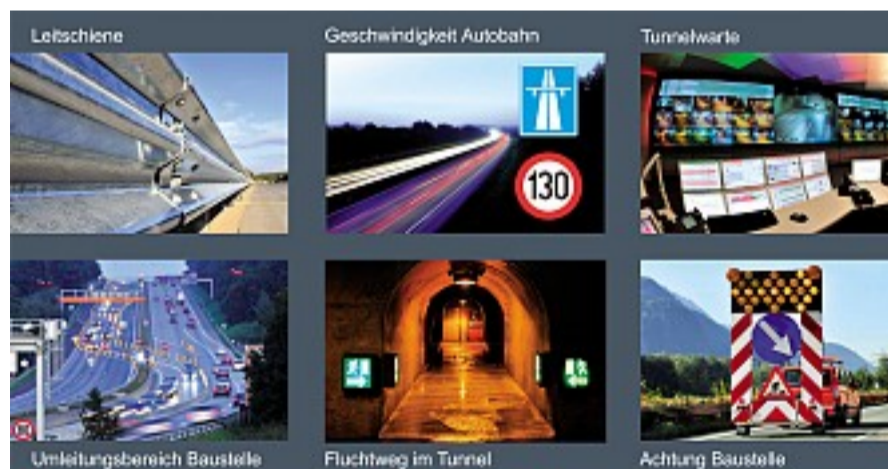 Leitschiene
Geschwindigkeit Autobahn
Tunnelwarte
130
Umleitungsbereich Baustelle
Fluchtweg im Tunnel
Achtung Baustelle